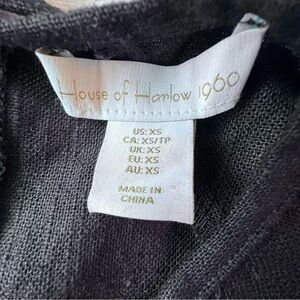 House of Harlow 1960
US: XS
CA: XS/TP
UK: XS
EU: XS
AU: XS
MADE IN
CHINA